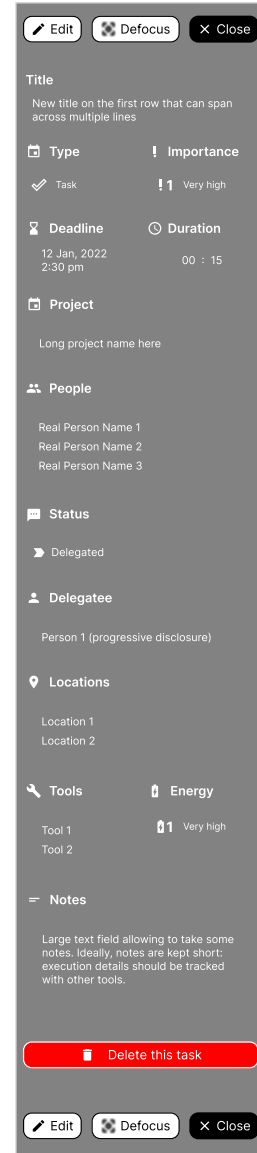 Edit Defocus Close
Title
New title on the first row that can span
across multiple lines
Type Importance
Task 1 Very high
Deadline Duration
12 Jan, 2022
2:30 pm
00 : 15
Project
Long project name here
People
Real Person Name 1
Real Person Name 2
Real Person Name 3
Status
Delegated
Delegatee
Person 1 (progressive disclosure)
Locations
Location 1
Location 2
Tools Energy
Tool 1 1 Very high
Tool 2
Notes
Large text field allowing to take some
notes. Ideally, notes are kept short:
execution details should be tracked
with other tools.
Delete this task
Edit Defocus Close